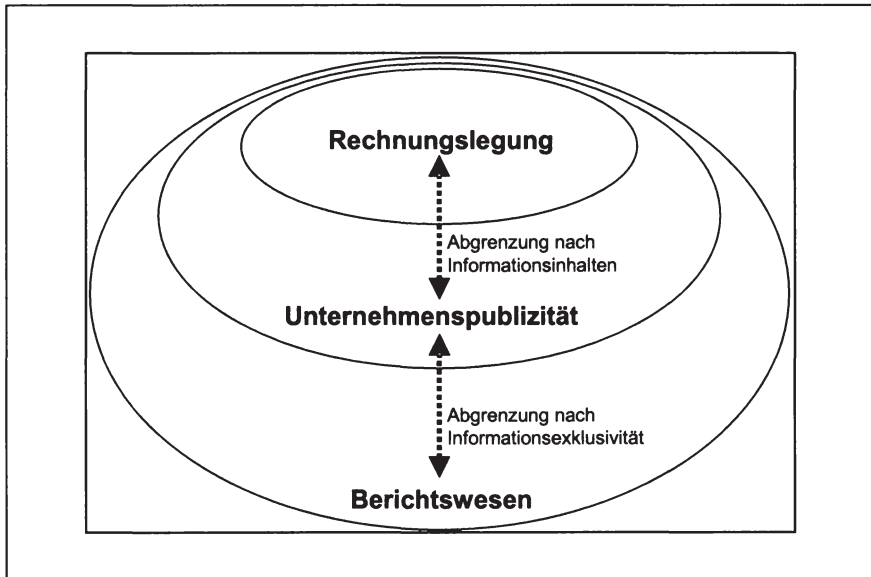 Rechnungslegung
Abgrenzung nach
Informationsinhalten
Unternehmenspublizität
Abgrenzung nach
Informationsexklusivität
Berichtswesen